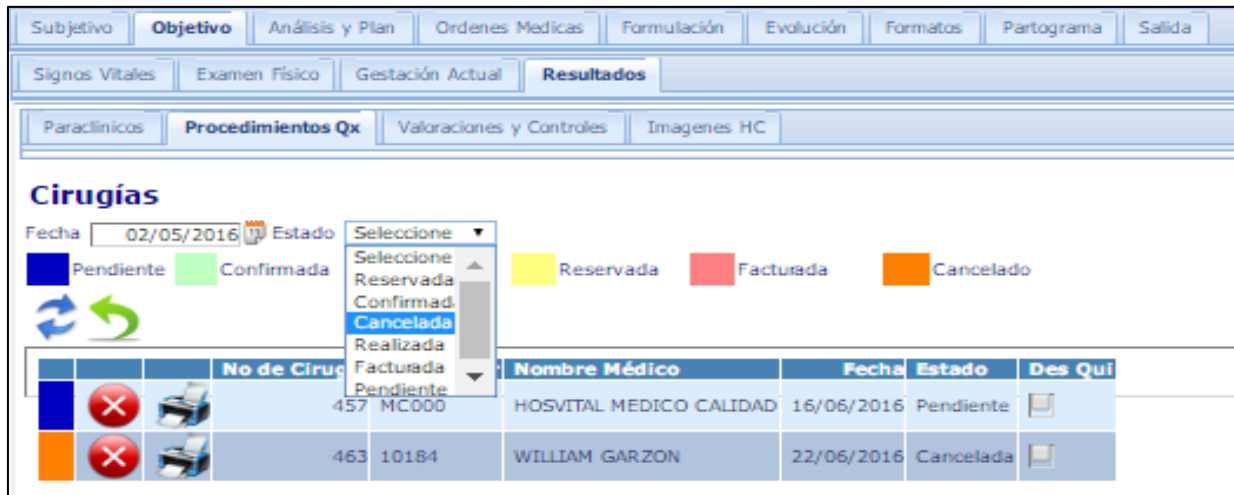 Subjetivo Objetivo Análisis y Plan Ordenes Medicas Formulación Evolución Formatos Partograma Salida
Signos Vitales Examen Físico Gestación Actual Resultados
Paraclinicos Procedimientos Qx Valoraciones y Controles Imagenes HC
Cirugías
Fecha 02/05/2016 Estado Seleccione
Seleccione
Reservada
Confirmad
Cancelada
Realizada
Facturada
Pendiente
Pendiente Confirmada Reservada Facturada Cancelado
No de Cirug Nombre Médico Fecha Estado Des Qui
457 MC000 HOSVITAL MEDICO CALIDAD 16/06/2016 Pendiente
463 10184 WILLIAM GARZON 22/06/2016 Cancelada